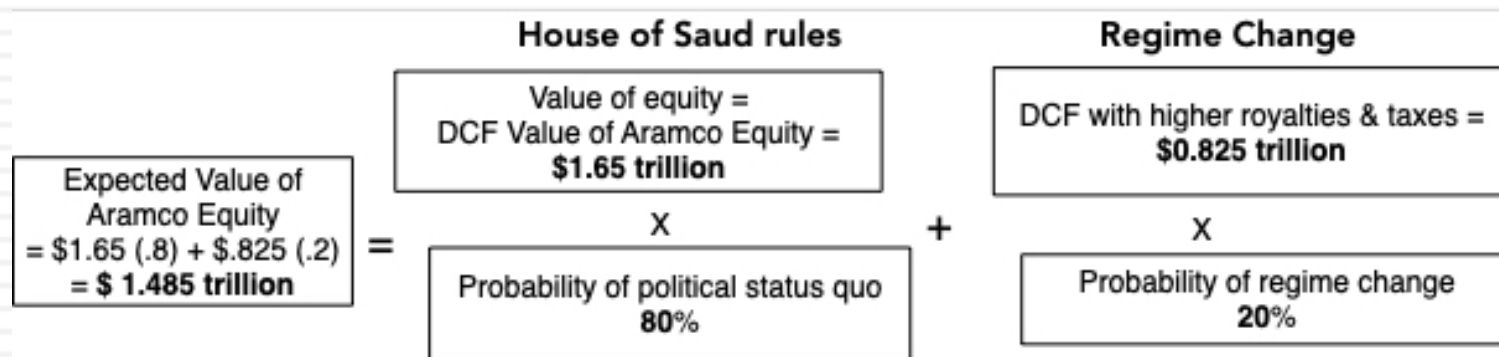 House of Saud rules
Regime Change
Value of equity =
DCF Value of Aramco Equity =
$1.65 trillion
DCF with higher royalties & taxes =
$0.825 trillion
Expected Value of
Aramco Equity
= $1.65 (.8) + $.825 (.2)
= $ 1.485 trillion
=
X
+
X
Probability of political status quo
80%
Probability of regime change
20%